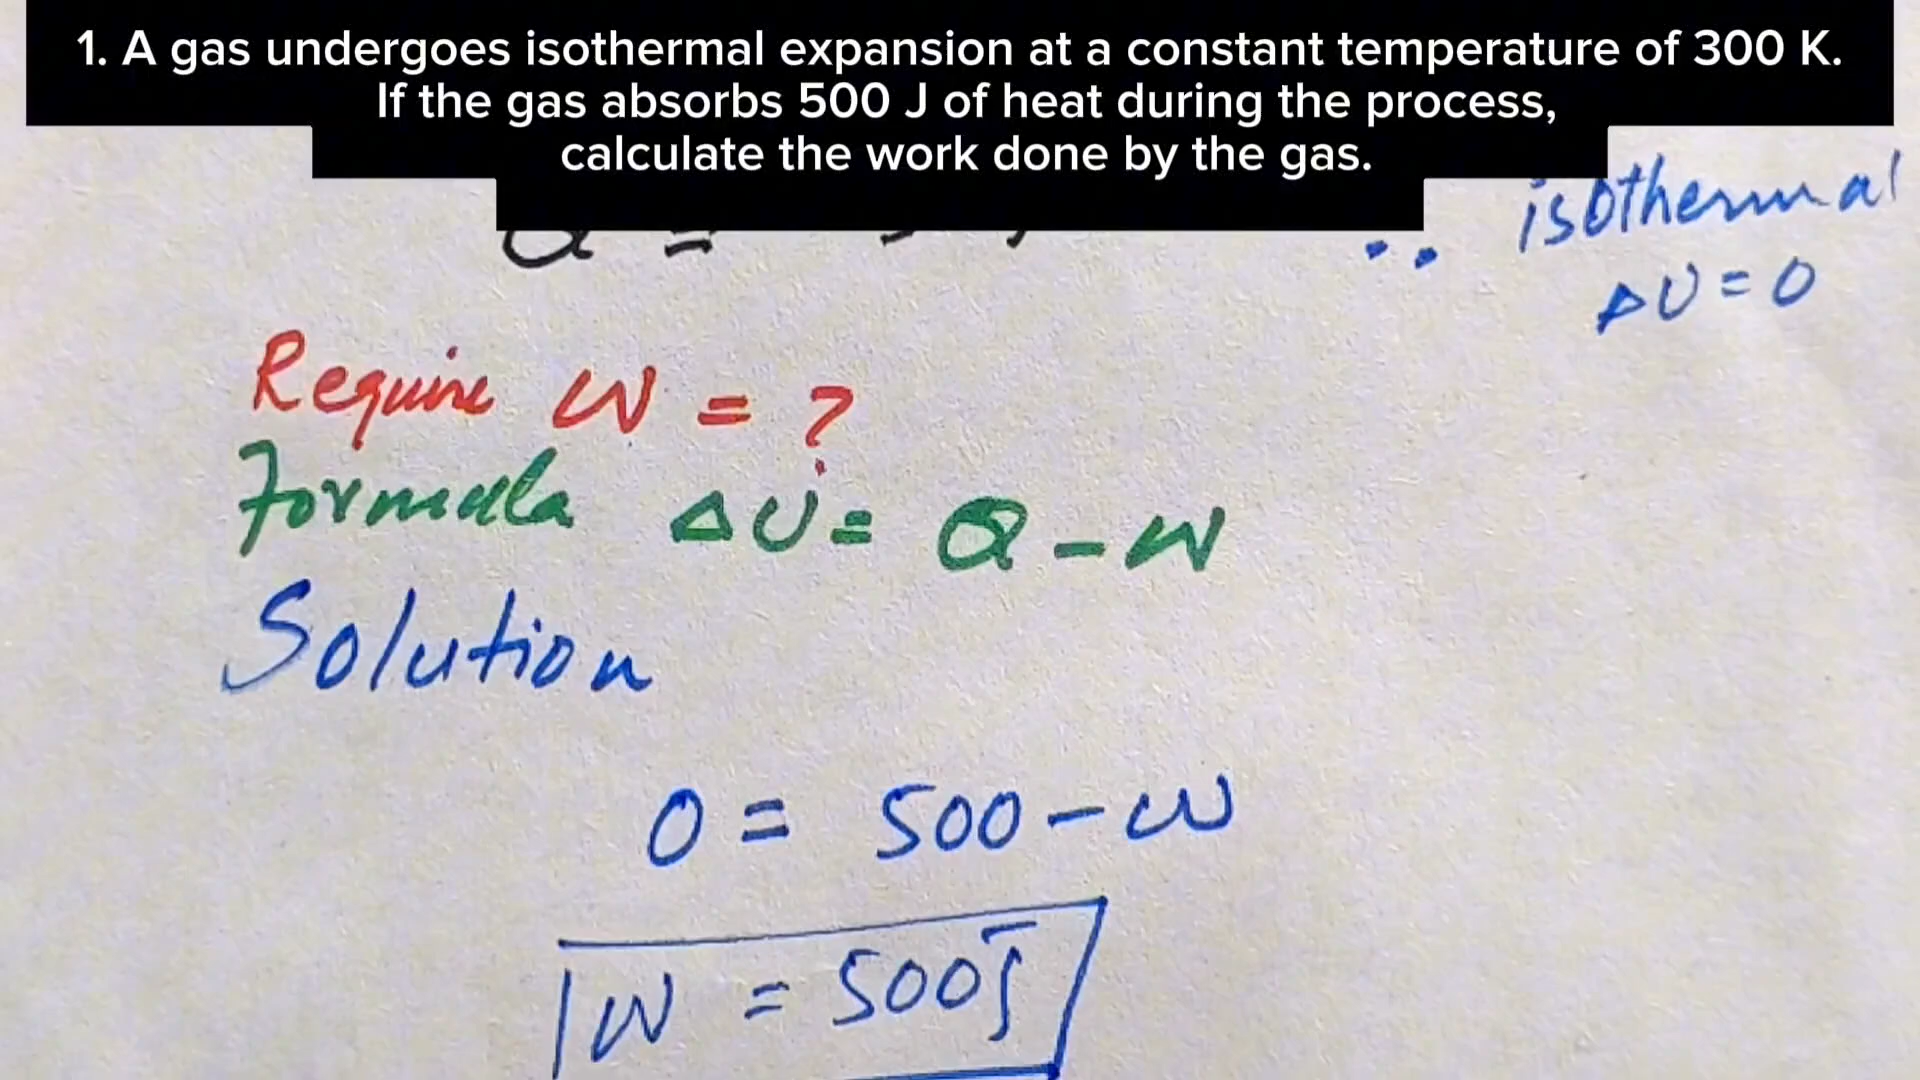 1. A gas undergoes isothermal expansion at a constant temperature of 300 K.
If the gas absorbs 500 J of heat during the process,
calculate the work done by the gas.
isothermal
ΔU = 0
Require W = ?
Formula ΔU = Q - W
Solution
0 = 500 - W
W = 500J